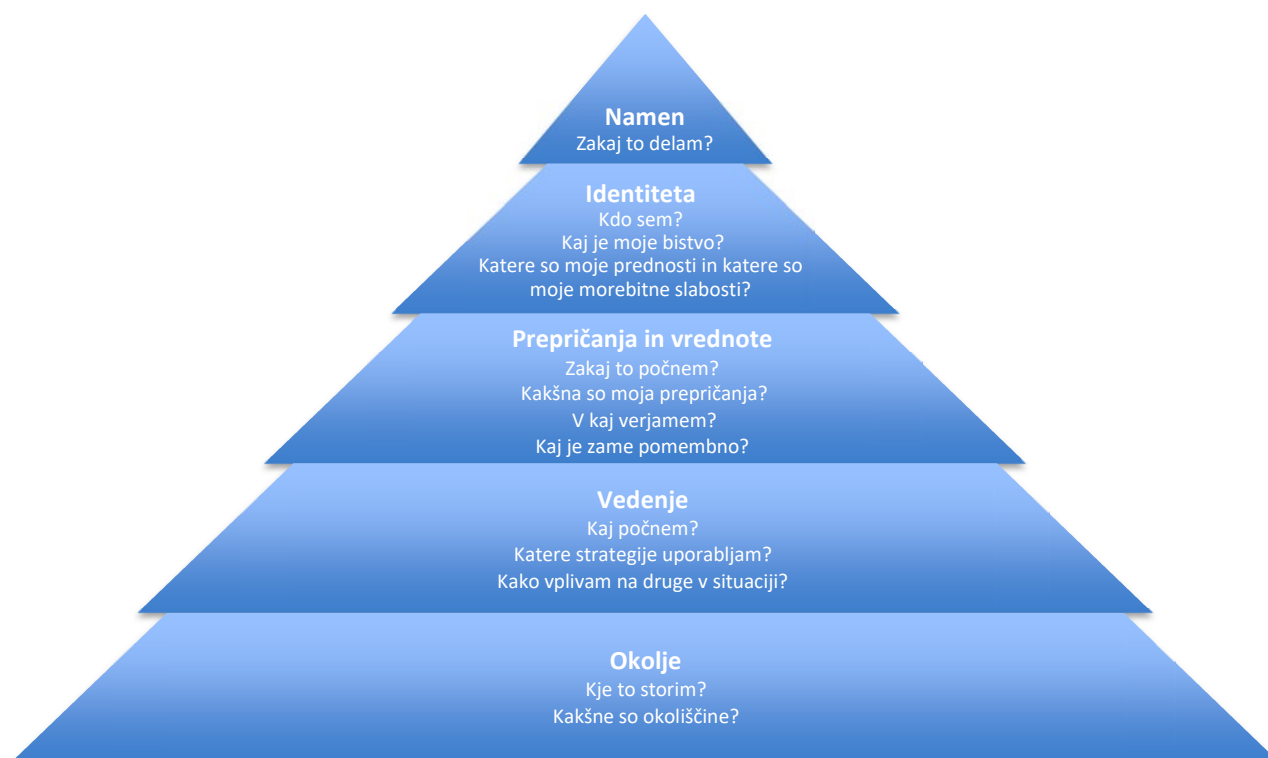 Namen
Zakaj to delam?
Identiteta
Kdo sem?
Kaj je moje bistvo?
Katere so moje prednosti in katere so
moje morebitne slabosti?
Prepričanja in vrednote
Zakaj to počnem?
Kakšna so moja prepričanja?
V kaj verjamem?
Kaj je zame pomembno?
Vedenje
Kaj počnem?
Katere strategije uporabljam?
Kako vplivam na druge v situaciji?
Okolje
Kje to storim?
Kakšne so okoliščine?